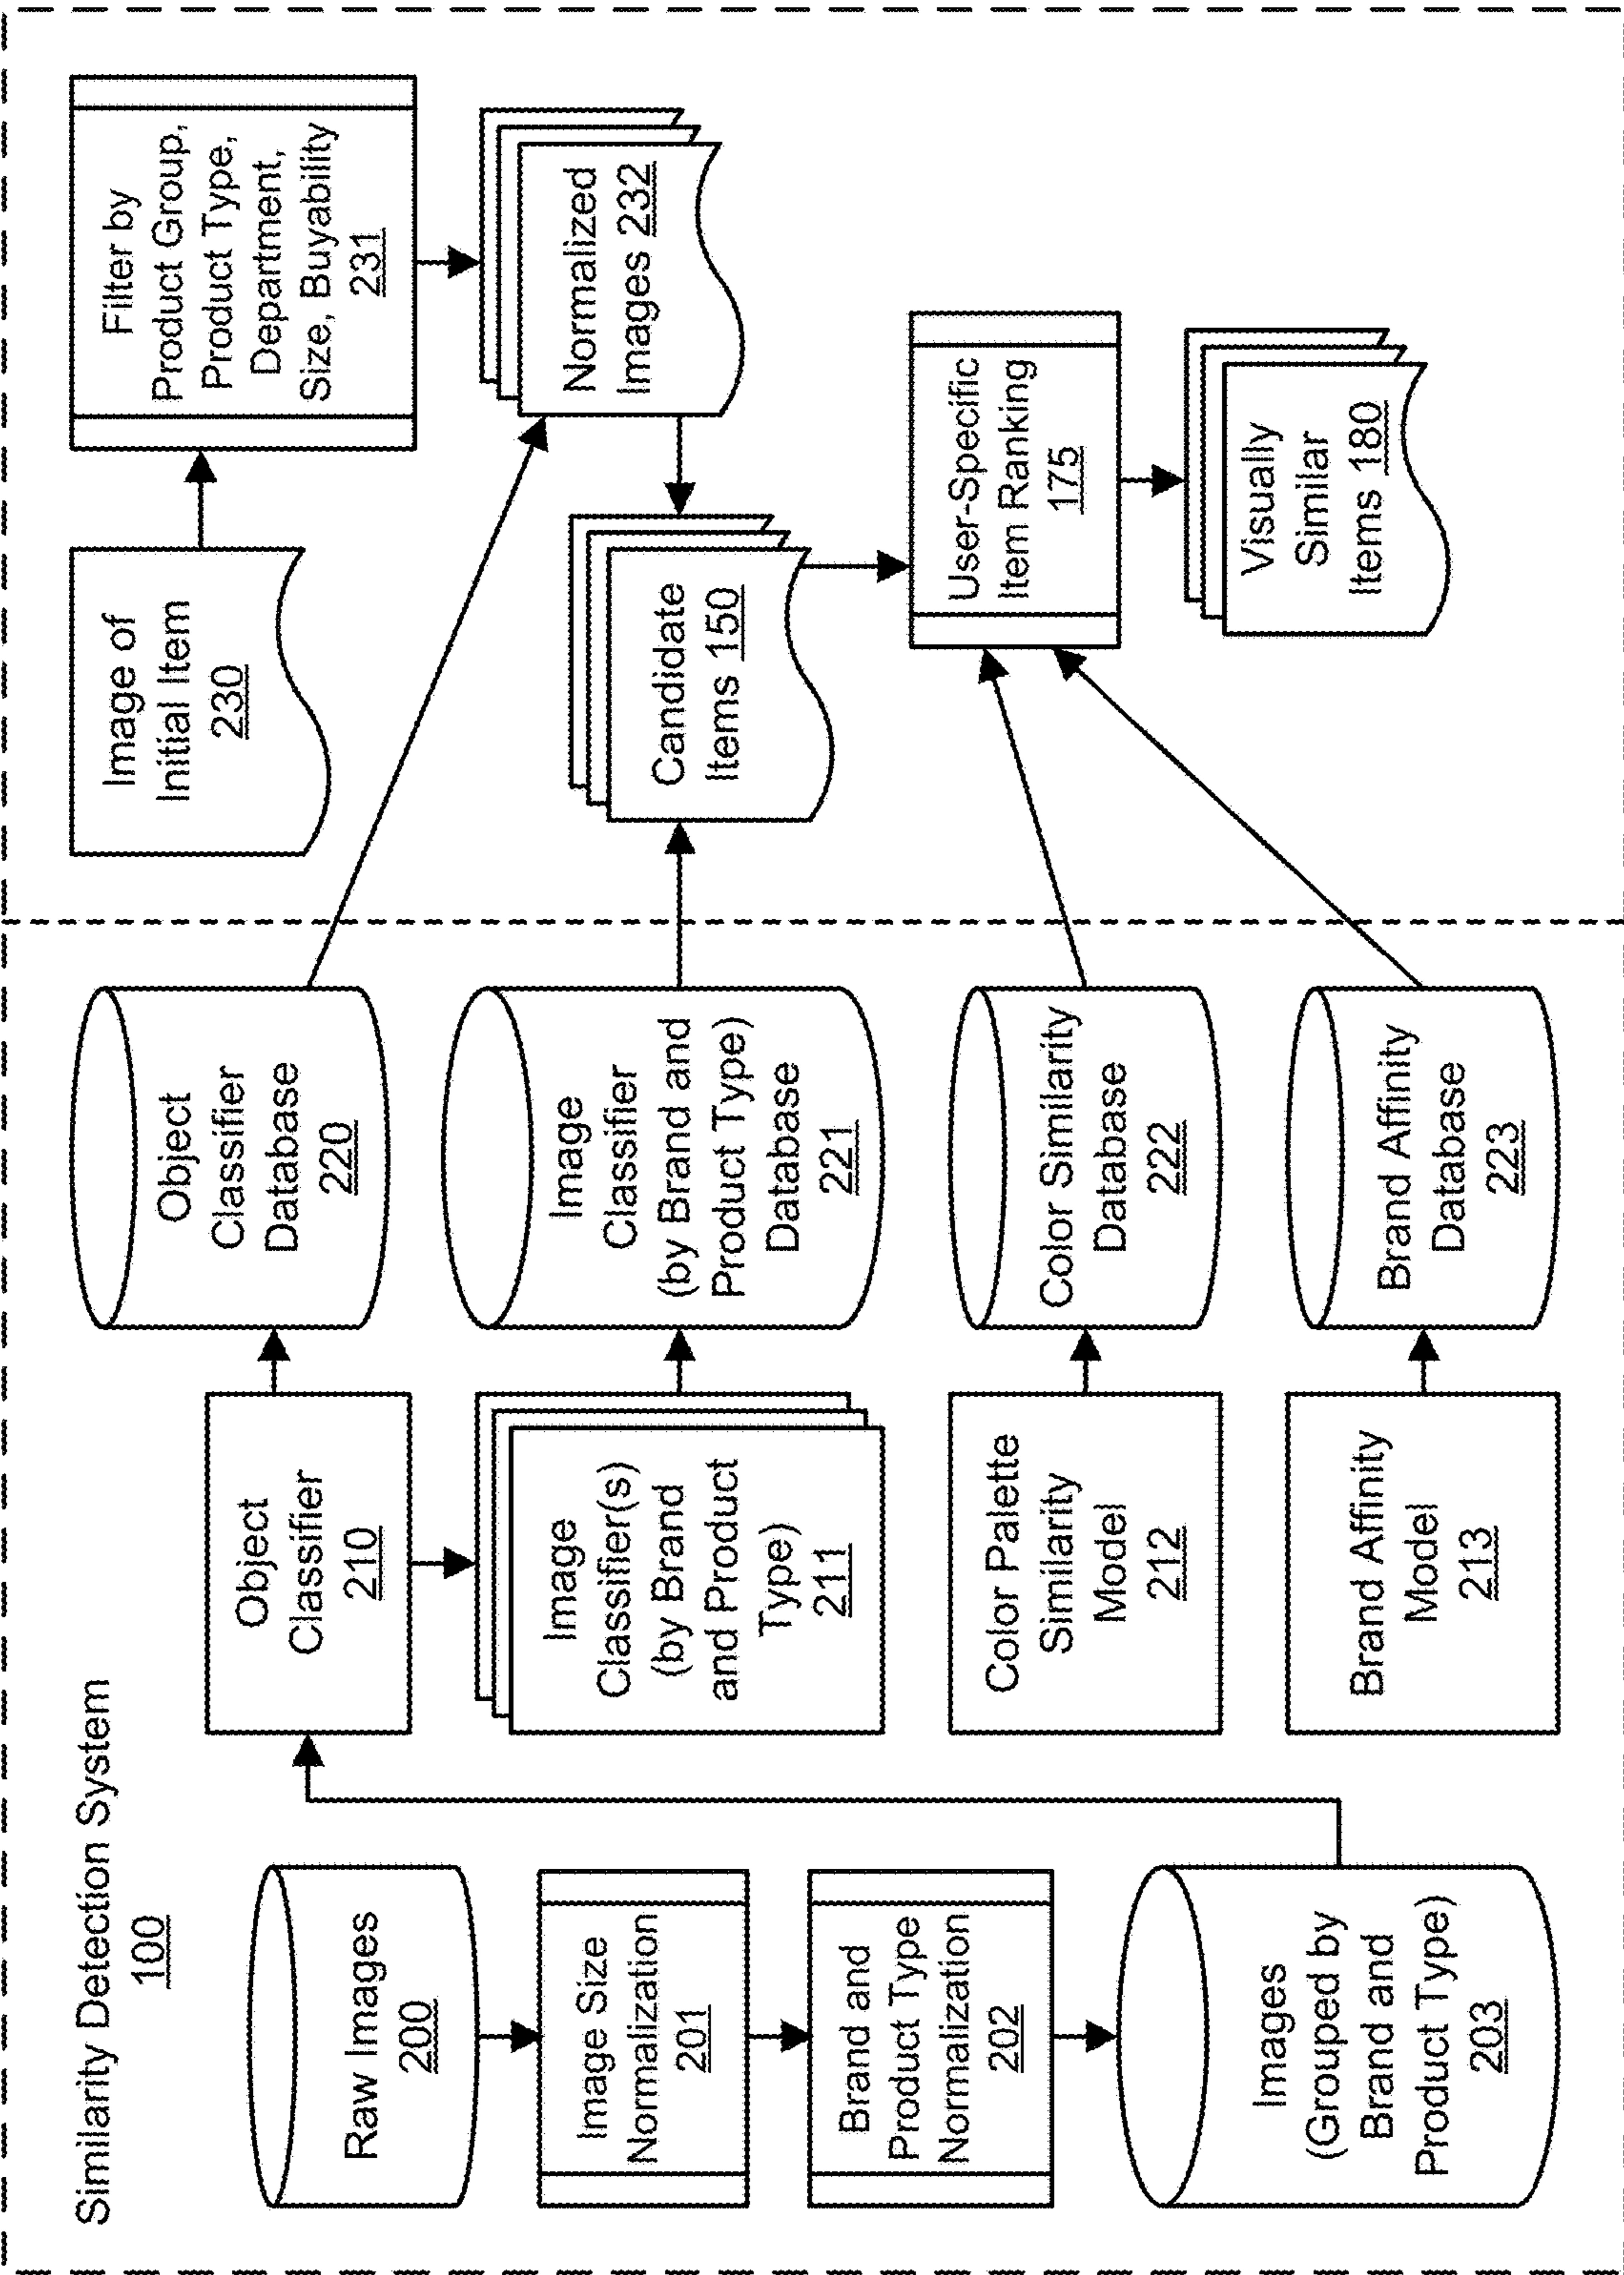 Similarity Detection System
100
Raw Images
200
Image Size
Normalization
201
Brand and
Product Type
Normalization
202
Images
(Grouped by
Brand and
Product Type)
203
Object
Classifier
210
Image
Classifier(s)
(by Brand
and Product
Type)
211
Color Palette
Similarity
Model
212
Brand Affinity
Model
213
Object
Classifier
Database
220
Image
Classifier
(by Brand and
Product Type)
Database
221
Color Similarity
Database
222
Brand Affinity
Database
223
Image of
Initial Item
230
Filter by
Product Group,
Product Type,
Department,
Size, Buyability
231
Normalized
Images 232
Candidate
Items 150
User-Specific
Item Ranking
175
Visually
Similar
Items 180